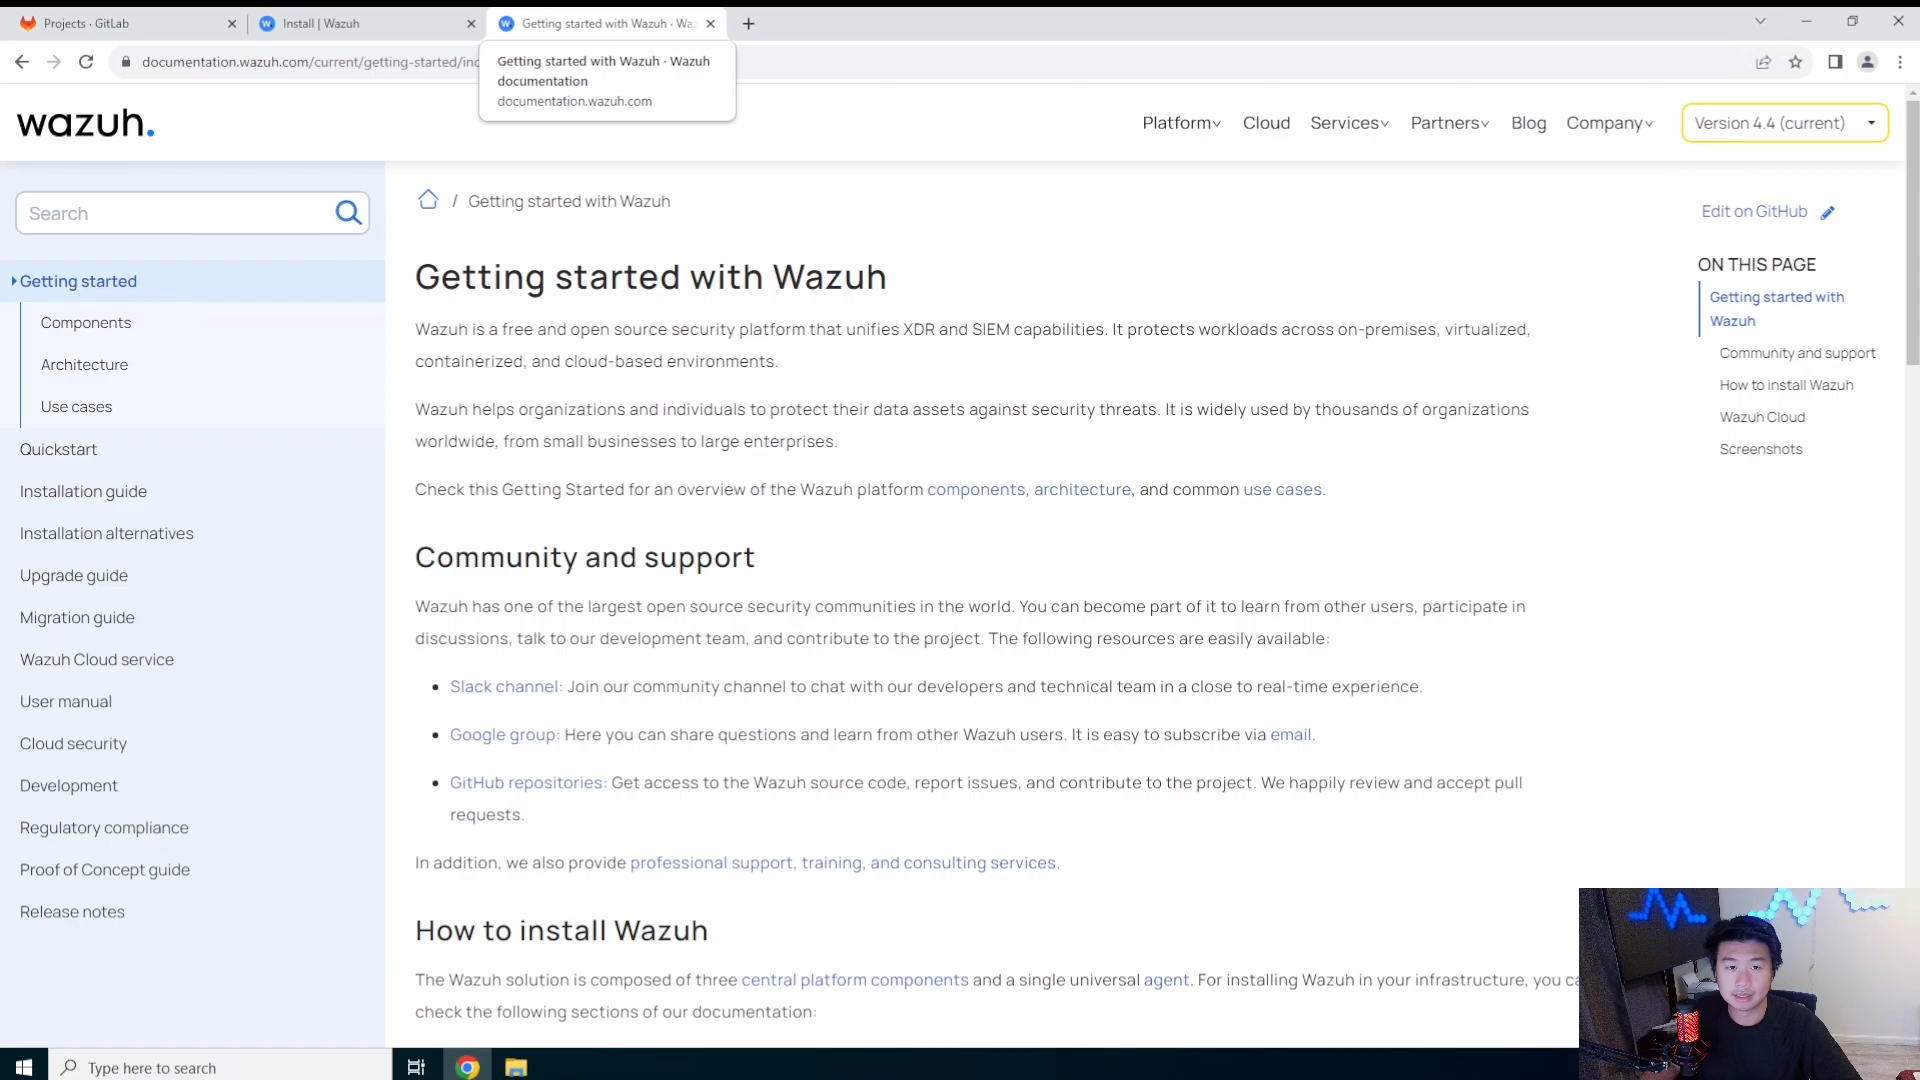 Projects · GitLab
Install | Wazuh
Getting started with Wazuh · Wa
documentation.wazuh.com/current/getting-started/in
Getting started with Wazuh · Wazuh
documentation
documentation.wazuh.com
wazuh.
Platform
Cloud
Services
Partners
Blog
Company
Version 4.4 (current)
Search
/ Getting started with Wazuh
Edit on GitHub
Getting started
Components
Architecture
Use cases
Quickstart
Installation guide
Installation alternatives
Upgrade guide
Migration guide
Wazuh Cloud service
User manual
Cloud security
Development
Regulatory compliance
Proof of Concept guide
Release notes
Getting started with Wazuh
Wazuh is a free and open source security platform that unifies XDR and SIEM capabilities. It protects workloads across on-premises, virtualized,
containerized, and cloud-based environments.
Wazuh helps organizations and individuals to protect their data assets against security threats. It is widely used by thousands of organizations
worldwide, from small businesses to large enterprises.
Check this Getting Started for an overview of the Wazuh platform components, architecture, and common use cases.
Community and support
Wazuh has one of the largest open source security communities in the world. You can become part of it to learn from other users, participate in
discussions, talk to our development team, and contribute to the project. The following resources are easily available:
• Slack channel: Join our community channel to chat with our developers and technical team in a close to real-time experience.
• Google group: Here you can share questions and learn from other Wazuh users. It is easy to subscribe via email.
• GitHub repositories: Get access to the Wazuh source code, report issues, and contribute to the project. We happily review and accept pull
requests.
In addition, we also provide professional support, training, and consulting services.
How to install Wazuh
The Wazuh solution is composed of three central platform components and a single universal agent. For installing Wazuh in your infrastructure, you
check the following sections of our documentation:
ON THIS PAGE
Getting started with
Wazuh
Community and support
How to install Wazuh
Wazuh Cloud
Screenshots
Type here to search